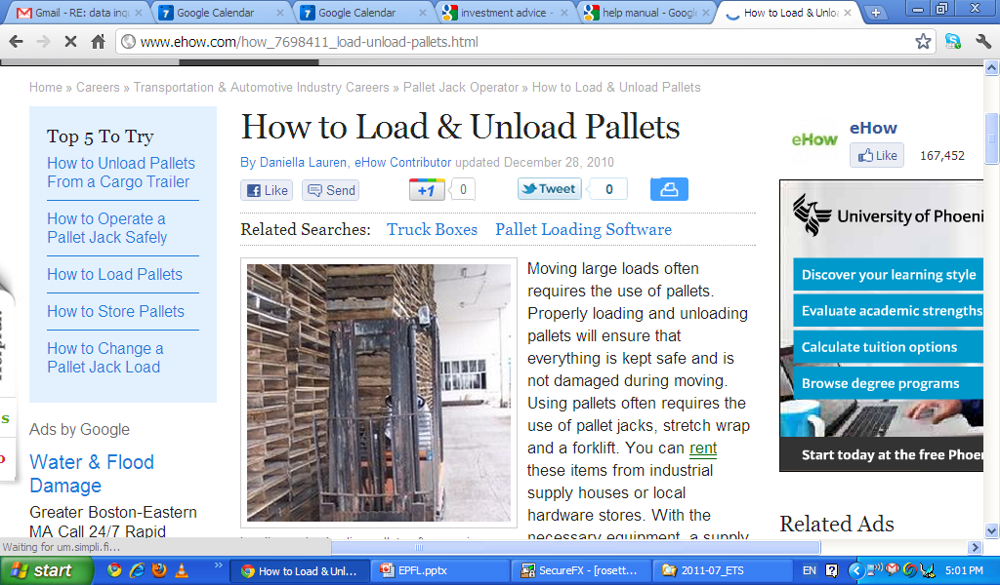 Gmail - RE: data inqu
Google Calendar
Google Calendar
investment advice -
help manual - Google
How to Load & Unloa
www.ehow.com/how_7698411_load-unload-pallets.html
Home » Careers » Transportation & Automotive Industry Careers » Pallet Jack Operator » How to Load & Unload Pallets
Top 5 To Try
How to Unload Pallets
From a Cargo Trailer
How to Operate a
Pallet Jack Safely
How to Load Pallets
How to Store Pallets
How to Change a
Pallet Jack Load
Ads by Google
Water & Flood
Damage
Greater Boston-Eastern
MA Call 24/7 Rapid
How to Load & Unload Pallets
By Daniella Lauren, eHow Contributor updated December 28, 2010
Like Send +1 0 Tweet 0
Related Searches: Truck Boxes Pallet Loading Software
Moving large loads often
requires the use of pallets.
Properly loading and unloading
pallets will ensure that
everything is kept safe and is
not damaged during moving.
Using pallets often requires the
use of pallet jacks, stretch wrap
and a forklift. You can rent
these items from industrial
supply houses or local
hardware stores. With the
necessary equipment, a supply
eHow
eHow
Like 167,452
University of Phoeni
Discover your learning style
Evaluate academic strengths
Calculate tuition options
Browse degree programs
Start today at the free Phoe
Related Ads
Waiting for um.simpli.fi...
start
How to Load & Unl...
EPFL.pptx
SecureFX - [rosett...
2011-07_ETS
EN
5:01 PM